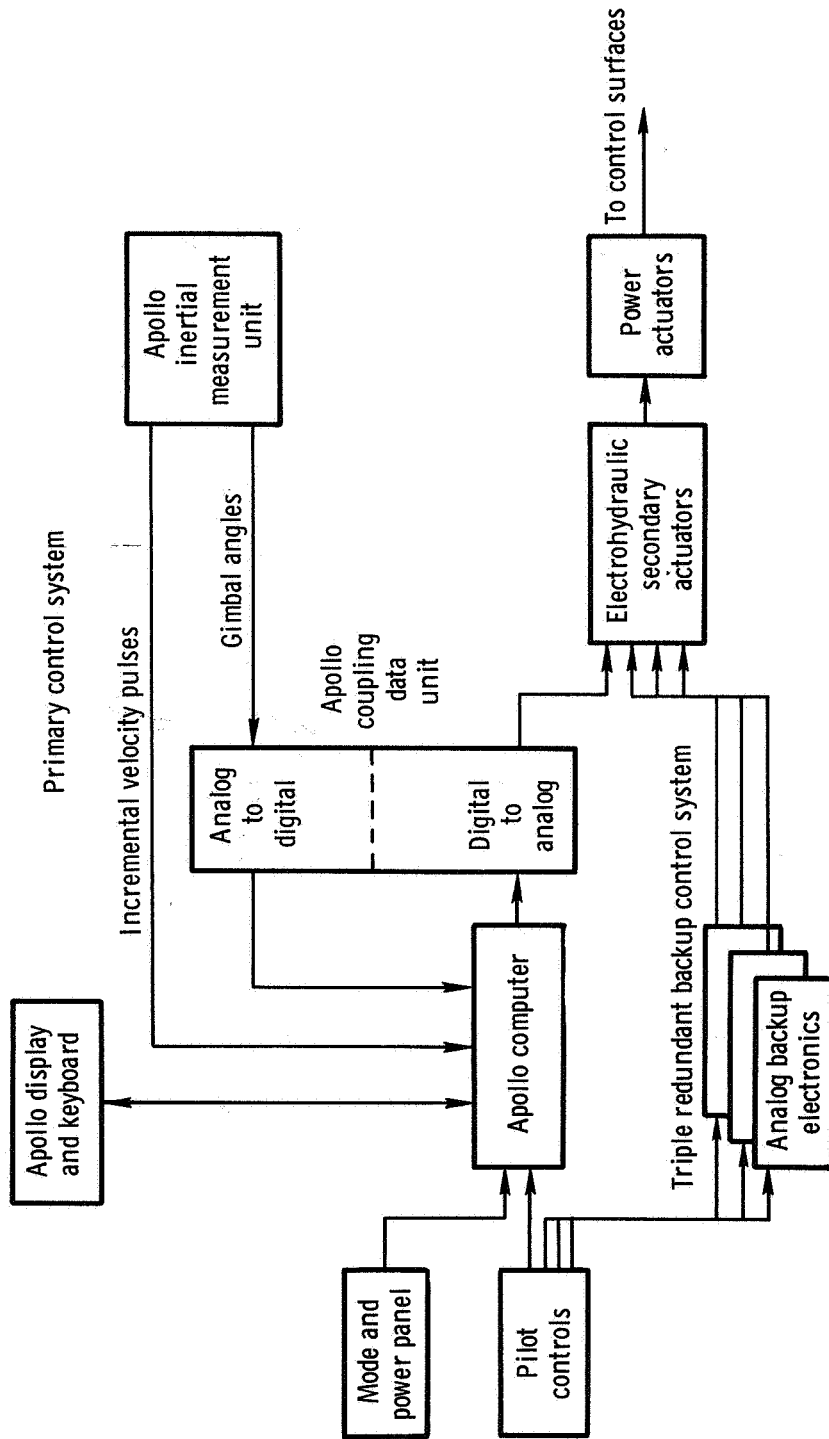 Primary control system
Apollo display
and keyboard
Incremental velocity pulses
Apollo
inertial
measurement
unit
Gimbal angles
Analog
to
digital
Apollo
coupling
data
unit
Digital
to
analog
Mode and
power panel
Apollo computer
Pilot
controls
Electrohydraulic
secondary
actuators
Power
actuators
To control surfaces
Triple redundant backup control system
Analog backup
electronics